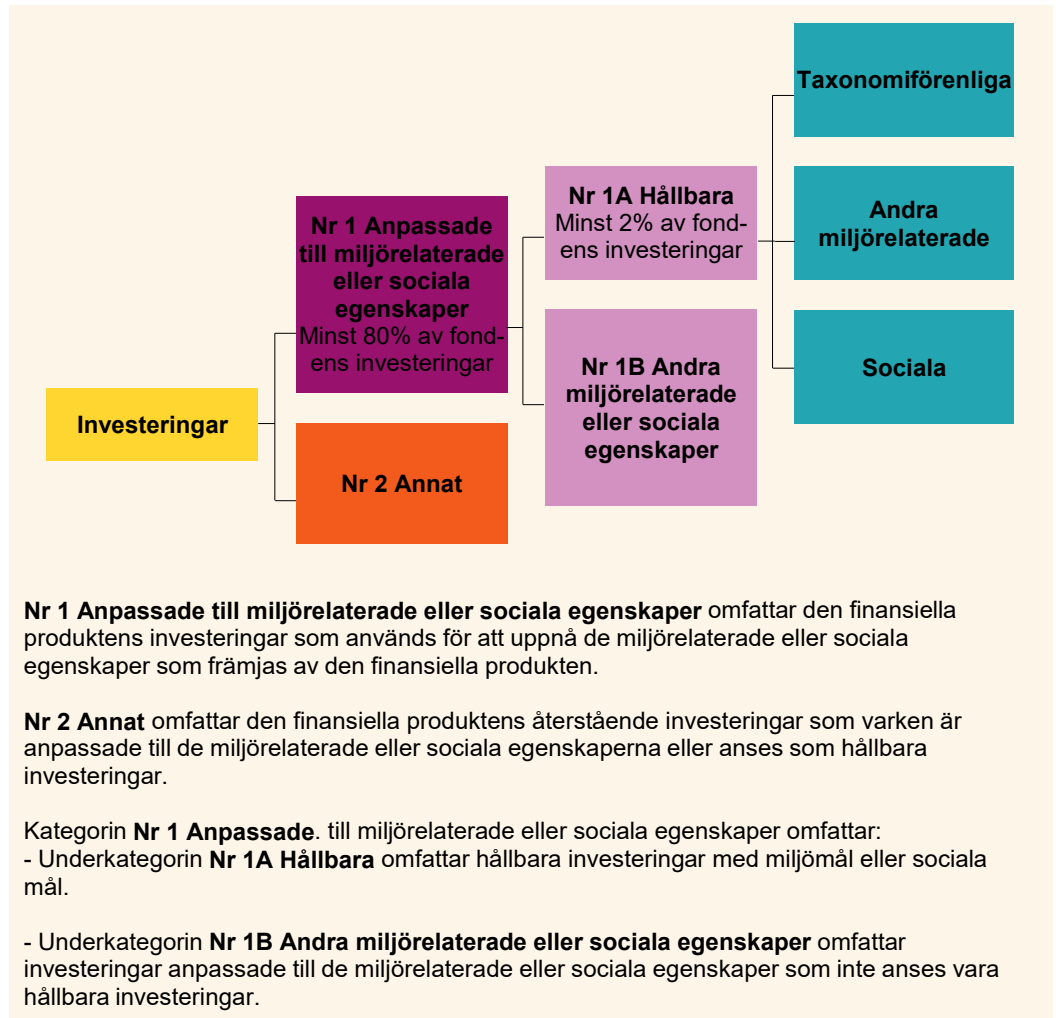 Taxonomiförenliga
Nr 1A Hållbara
Minst 2% av fond-
ens investeringar
Andra
miljörelaterade
Nr 1 Anpassade
till miljörelaterade
eller sociala
egenskaper
Minst 80% av fond-
ens investeringar
Nr 1B Andra
miljörelaterade
eller sociala
egenskaper
Sociala
Investeringar
Nr 2 Annat
Nr 1 Anpassade till miljörelaterade eller sociala egenskaper omfattar den finansiella
produktens investeringar som används för att uppnå de miljörelaterade eller sociala
egenskaper som främjas av den finansiella produkten.
Nr 2 Annat omfattar den finansiella produktens återstående investeringar som varken är
anpassade till de miljörelaterade eller sociala egenskaperna eller anses som hållbara
investeringar.
Kategorin Nr 1 Anpassade. till miljörelaterade eller sociala egenskaper omfattar:
- Underkategorin Nr 1A Hållbara omfattar hållbara investeringar med miljömål eller sociala
mål.
- Underkategorin Nr 1B Andra miljörelaterade eller sociala egenskaper omfattar
investeringar anpassade till de miljörelaterade eller sociala egenskaper som inte anses vara
hållbara investeringar.